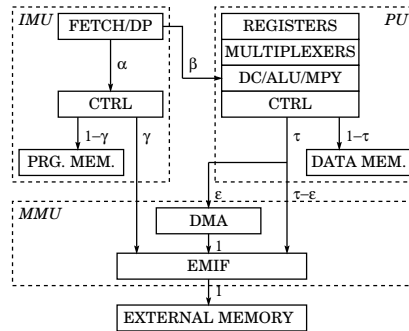 IMU
FETCH/DP
REGISTERS
PU
MULTIPLEXERS
α
β
DC/ALU/MPY
CTRL
CTRL
1−γ
γ
τ
1−τ
PRG. MEM.
DATA MEM.
ε
τ−ε
MMU
DMA
1
EMIF
1
EXTERNAL MEMORY